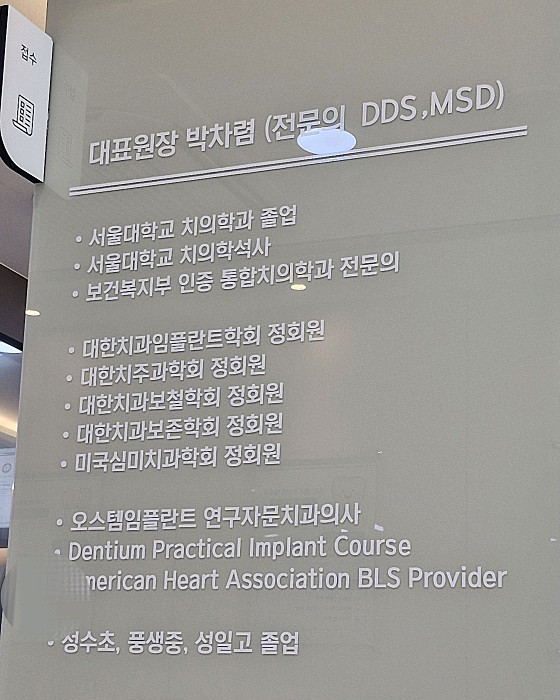 접수
대표원장 박차렴 (전문의 DDS,MSD)
• 서울대학교 치의학과 졸업
• 서울대학교 치의학석사
• 보건복지부 인증 통합치의학과 전문의
• 대한치과임플란트학회 정회원
• 대한치주과학회 정회원
• 대한치과보철학회 정회원
• 대한치과보존학회 정회원
• 미국심미치과학회 정회원
• 오스템임플란트 연구자문치과의사
• Dentium Practical Implant Course
American Heart Association BLS Provider
• 성수초, 풍생중, 성일고 졸업